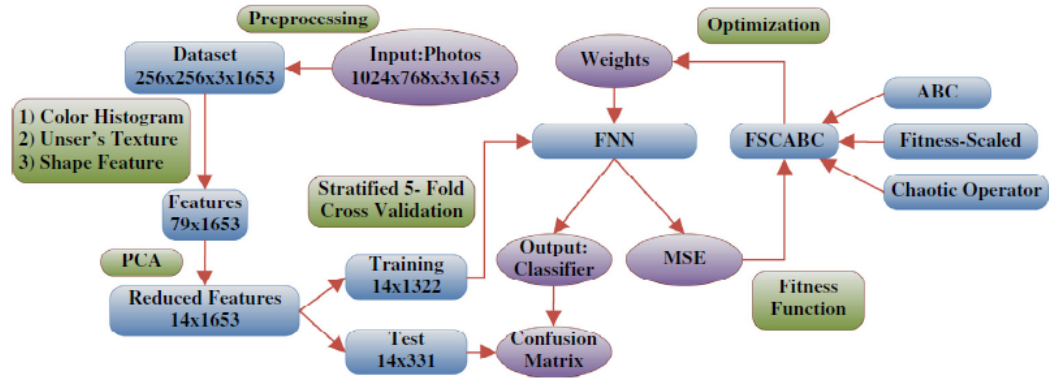 Preprocessing
Optimization
Dataset
256x256x3x1653
Input:Photos
1024x768x3x1653
Weights
ABC
1) Color Histogram
2) Unser's Texture
3) Shape Feature
FNN
FSCABC
Fitness-Scaled
Stratified 5- Fold
Cross Validation
Chaotic Operator
Features
79x1653
PCA
Training
14x1322
Output:
Classifier
MSE
Reduced Features
14x1653
Fitness
Function
Test
14x331
Confusion
Matrix